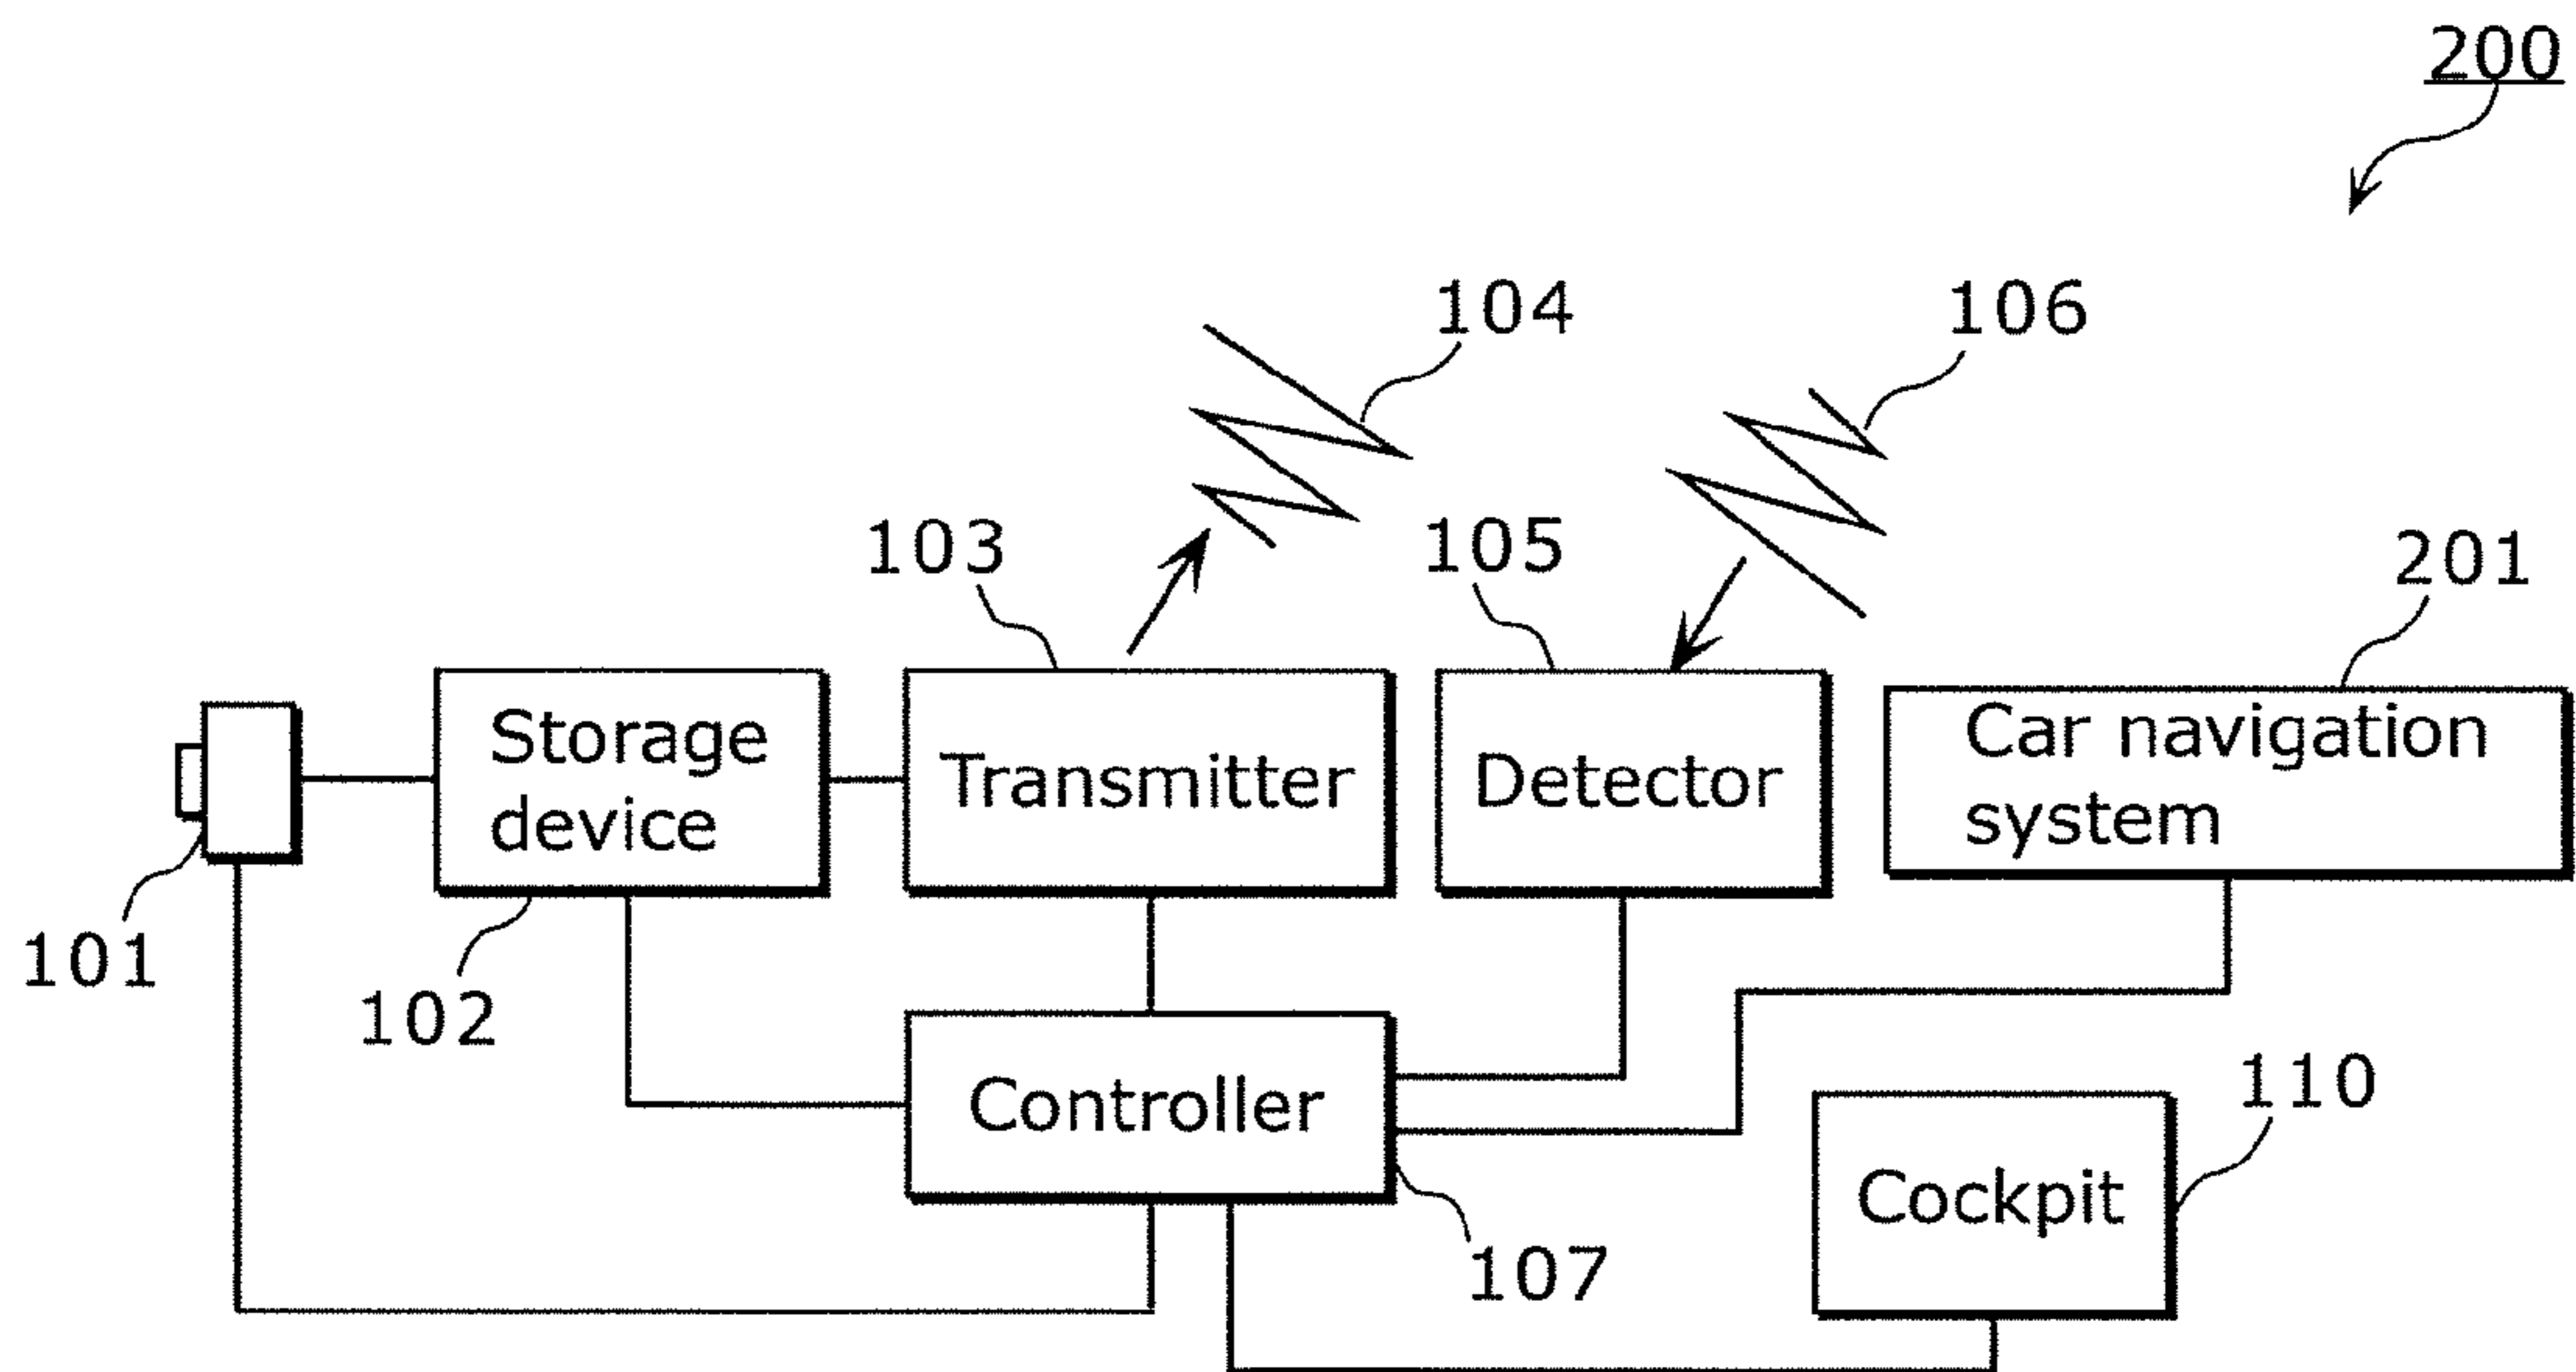 200
104
106
103
105
201
Storage
device
Transmitter
Detector
Car navigation
system
101
102
Controller
110
Cockpit
107